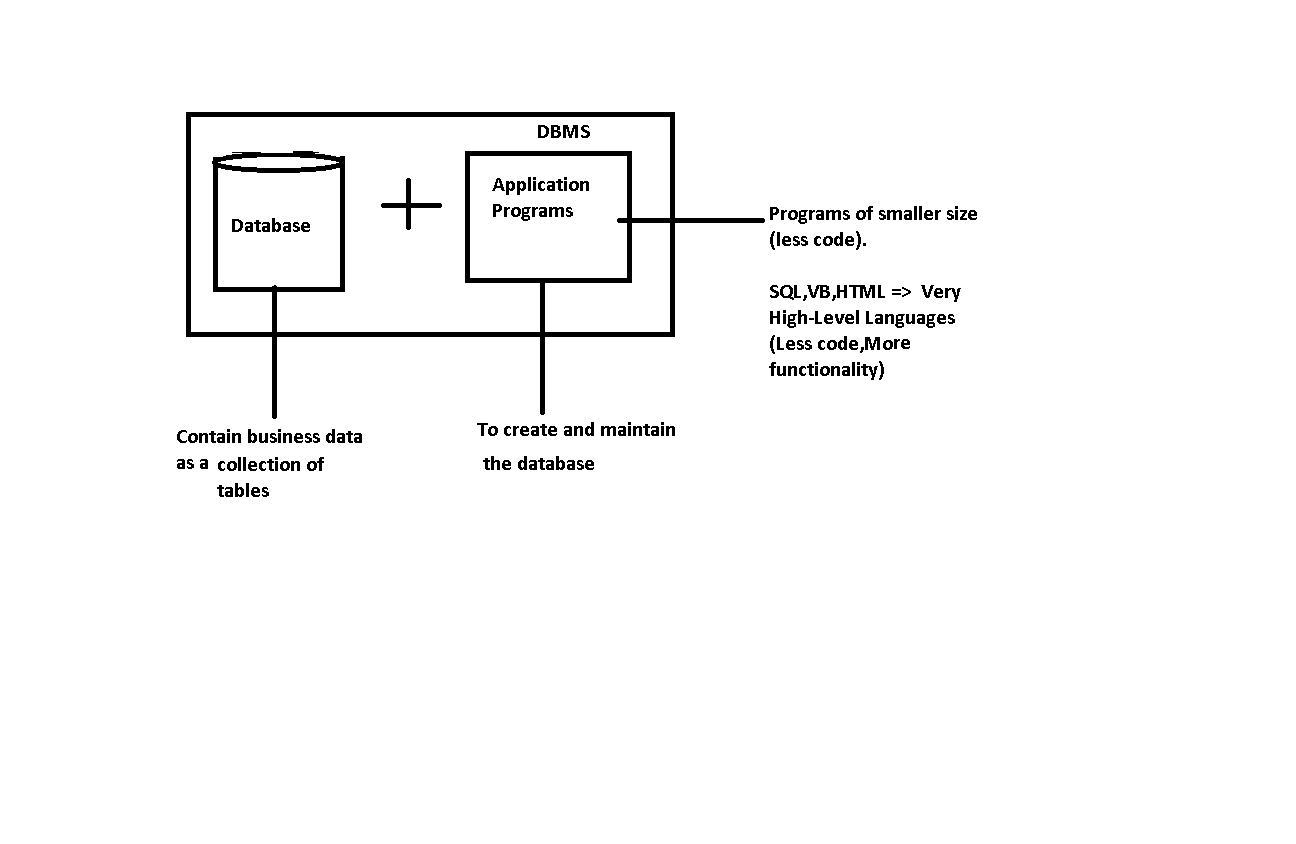 DBMS
Database
Application
Programs
Programs of smaller size
(less code).
SQL,VB,HTML => Very
High-Level Languages
(Less code,More
functionality)
Contain business data
as a collection of
tables
To create and maintain
the database